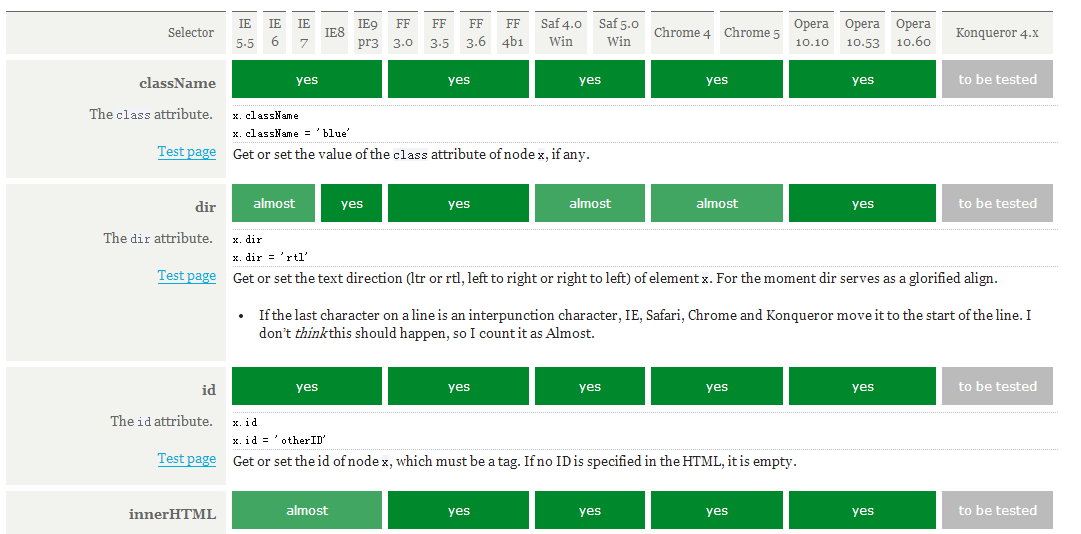 Selector IE 5.5 IE 6 IE 7 IE8 IE9 pr3 FF 3.0 FF 3.5 FF 3.6 FF 4b1 Saf 4.0 Win Saf 5.0 Win Chrome 4 Chrome 5 Opera 10.10 Opera 10.53 Opera 10.60 Konqueror 4.x
className yes yes yes yes yes to be tested
The class attribute. x.className
x.className = 'blue'
Test page Get or set the value of the class attribute of node x, if any.
dir almost yes yes almost almost yes to be tested
The dir attribute. x.dir
x.dir = 'rtl'
Test page Get or set the text direction (ltr or rtl, left to right or right to left) of element x. For the moment dir serves as a glorified align.
• If the last character on a line is an interpunction character, IE, Safari, Chrome and Konqueror move it to the start of the line. I
don't think this should happen, so I count it as Almost.
id yes yes yes yes yes to be tested
The id attribute. x.id
x.id = 'otherID'
Test page Get or set the id of node x, which must be a tag. If no ID is specified in the HTML, it is empty.
innerHTML almost yes yes yes yes to be tested